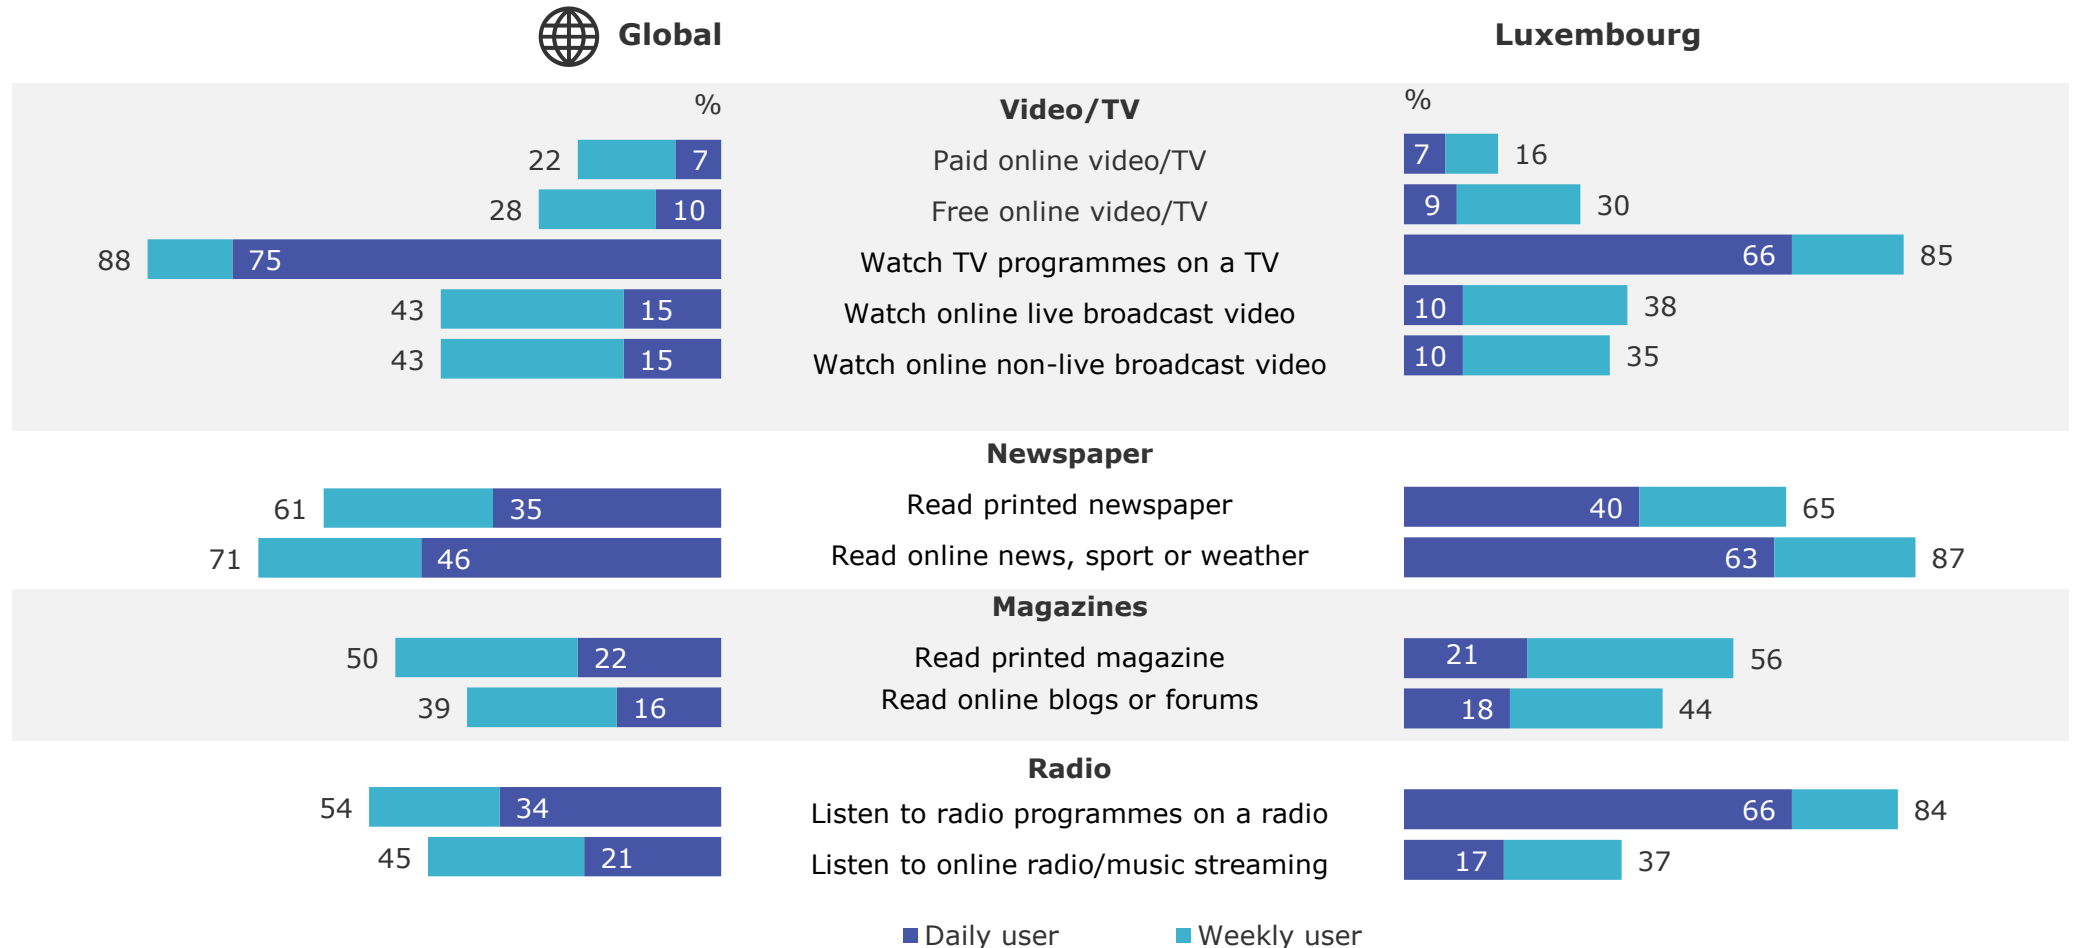 Global Luxembourg
% Video/TV %
22 7 Paid online video/TV 7 16
28 10 Free online video/TV 9 30
88 75 Watch TV programmes on a TV 66 85
43 15 Watch online live broadcast video 10 38
43 15 Watch online non-live broadcast video 10 35
Newspaper
61 35 Read printed newspaper 40 65
71 46 Read online news, sport or weather 63 87
Magazines
50 22 Read printed magazine 21 56
39 16 Read online blogs or forums 18 44
Radio
54 34 Listen to radio programmes on a radio 66 84
45 21 Listen to online radio/music streaming 17 37
Daily user Weekly user